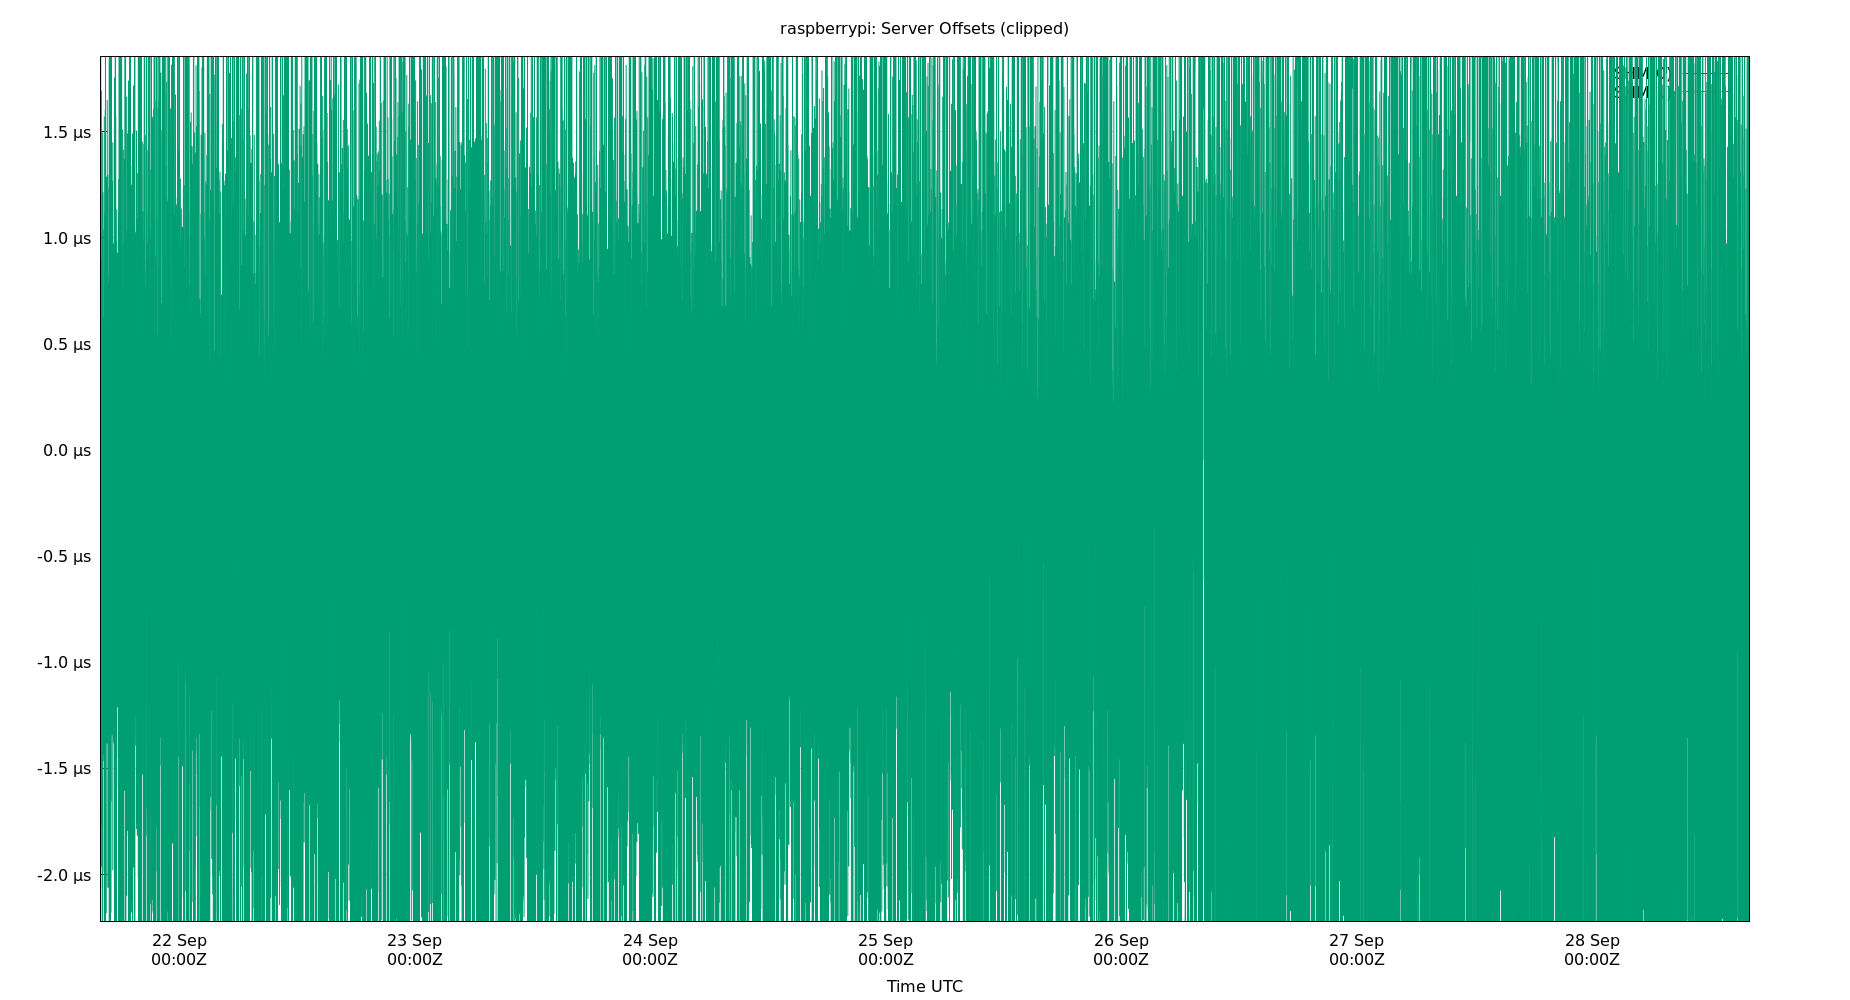 raspberrypi: Server Offsets (clipped)
1.5 µs
1.0 µs
0.5 µs
0.0 µs
-0.5 µs
-1.0 µs
-1.5 µs
-2.0 µs
22 Sep 23 Sep 24 Sep 25 Sep 26 Sep 27 Sep 28 Sep
00:00Z 00:00Z 00:00Z 00:00Z 00:00Z 00:00Z 00:00Z
Time UTC